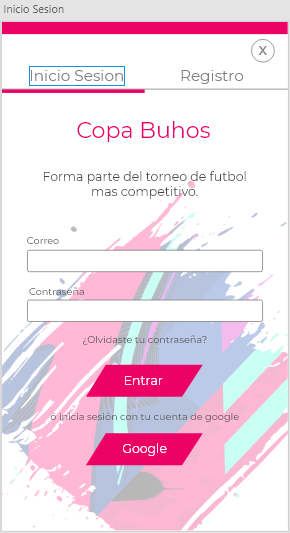 Inicio Sesion
X
Inicio Sesion
Registro
Copa Buhos
Forma parte del torneo de futbol
mas competitivo.
Correo
Contraseña
¿Olvidaste tu contraseña?
Entrar
o inicia sesión con tu cuenta de google
Google